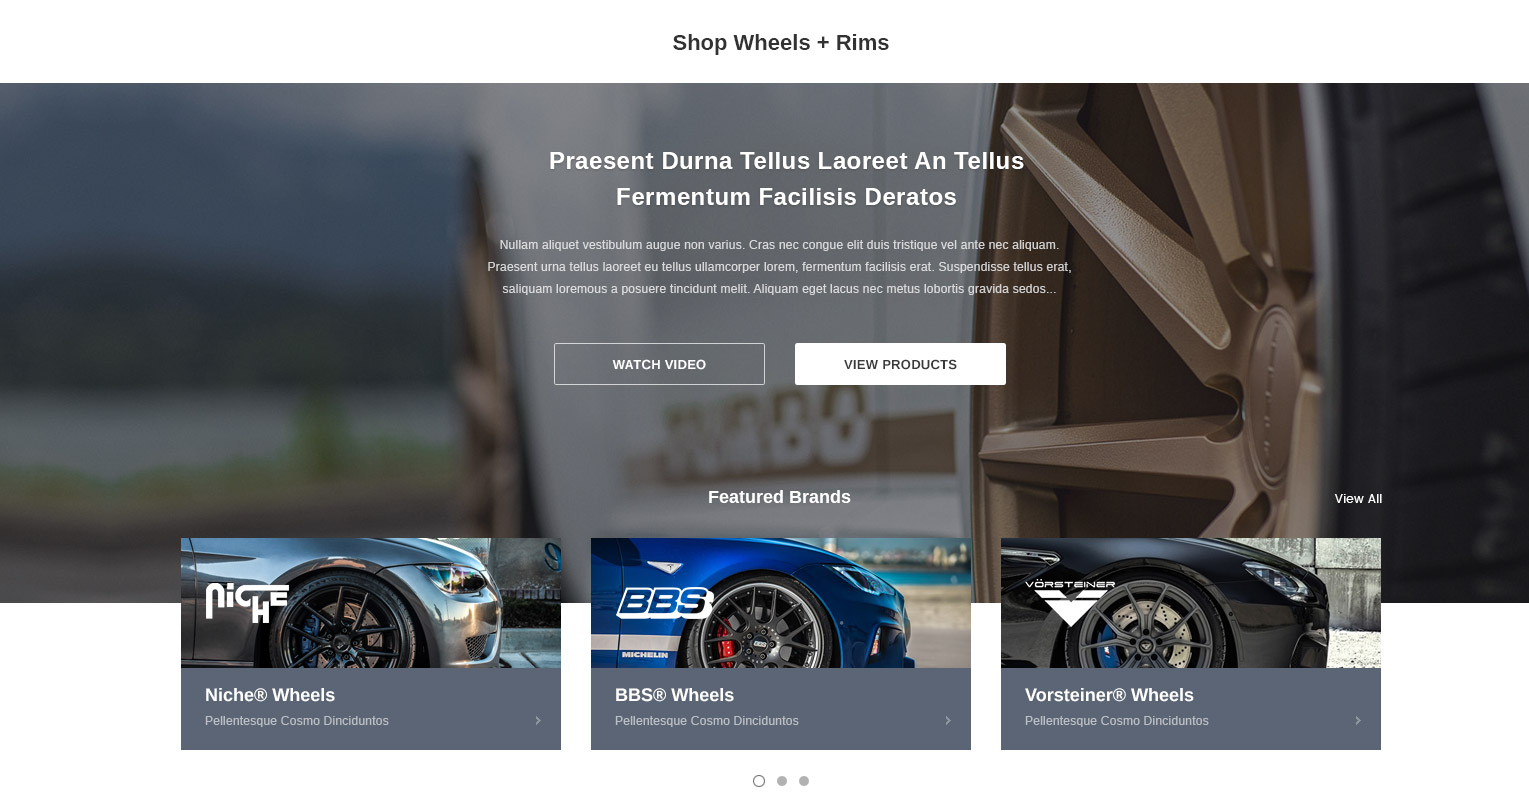 Shop Wheels + Rims
Praesent Durna Tellus Laoreet An Tellus
Fermentum Facilisis Deratos
Nullam aliquet vestibulum augue non varius. Cras nec congue elit duis tristique vel ante nec aliquam.
Praesent urna tellus laoreet eu tellus ullamcorper lorem, fermentum facilisis erat. Suspendisse tellus erat,
saliquam loremous a posuere tincidunt melit. Aliquam eget lacus nec metus lobortis gravida sedos...
WATCH VIDEO
VIEW PRODUCTS
Featured Brands
View All
NICHE
BBS
MICHELIN
VÖRSTEINER
Niche® Wheels
BBS® Wheels
Vorsteiner® Wheels
Pellentesque Cosmo Dinciduntos
Pellentesque Cosmo Dinciduntos
Pellentesque Cosmo Dinciduntos